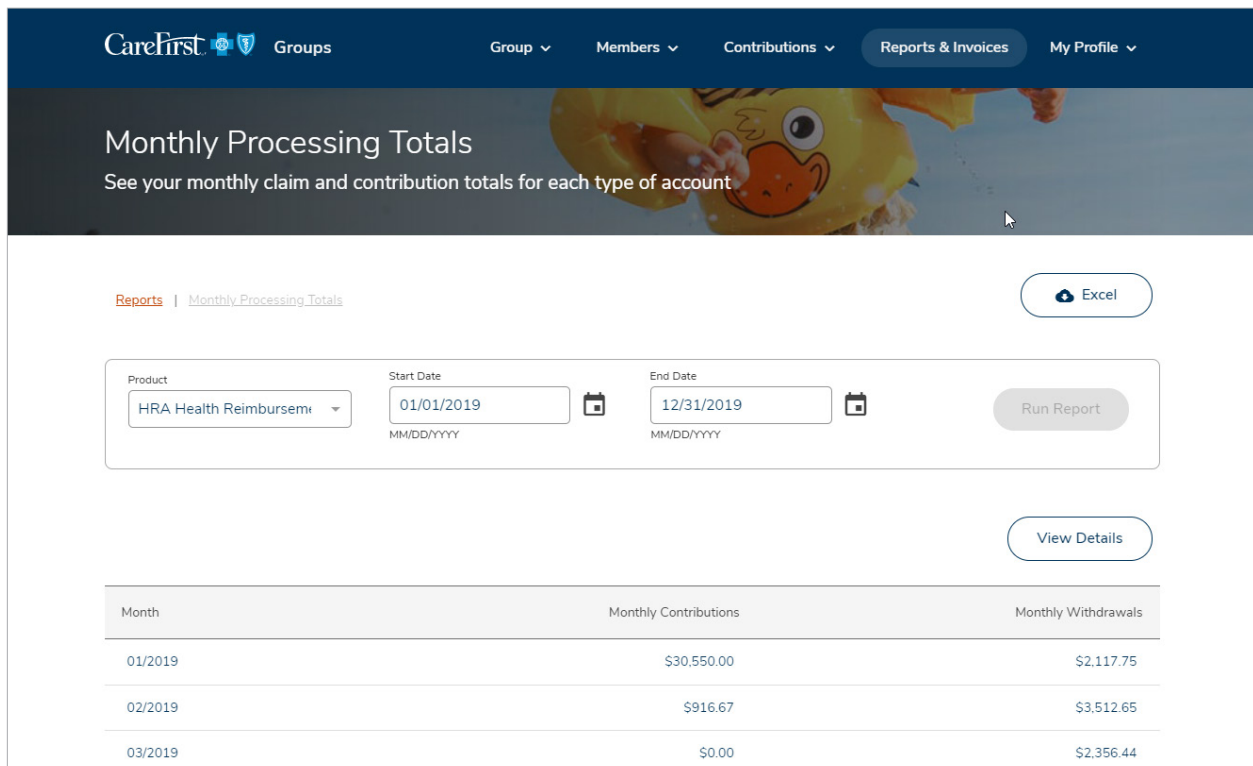 CareFirst Groups Group Members Contributions Reports & Invoices My Profile
Monthly Processing Totals
See your monthly claim and contribution totals for each type of account
Reports | Monthly Processing Totals Excel
Product Start Date End Date
HRA Health Reimburseme 01/01/2019 12/31/2019 Run Report
MM/DD/YYYY MM/DD/YYYY
View Details
Month Monthly Contributions Monthly Withdrawals
01/2019 $30,550.00 $2,117.75
02/2019 $916.67 $3,512.65
03/2019 $0.00 $2,356.44